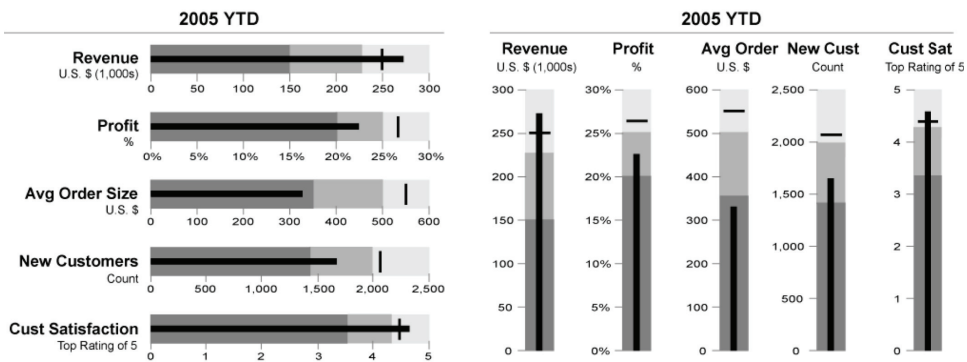 2005 YTD
Revenue
U.S. $ (1,000s)
0 50 100 150 200 250 300
Profit
%
0% 5% 10% 15% 20% 25% 30%
Avg Order Size
U.S. $
0 100 200 300 400 500 600
New Customers
Count
0 500 1,000 1,500 2,000 2,500
Cust Satisfaction
Top Rating of 5
0 1 2 3 4 5
2005 YTD
Revenue Profit Avg Order New Cust Cust Sat
U.S. $ (1,000s) % U.S. $ Count Top Rating of 5
300 30% 600 2,500 5
250 25% 500 2,000 4
200 20% 400 1,500 3
150 15% 300 1,000 2
100 10% 200 500 1
50 5% 100 0 0
0 0% 0